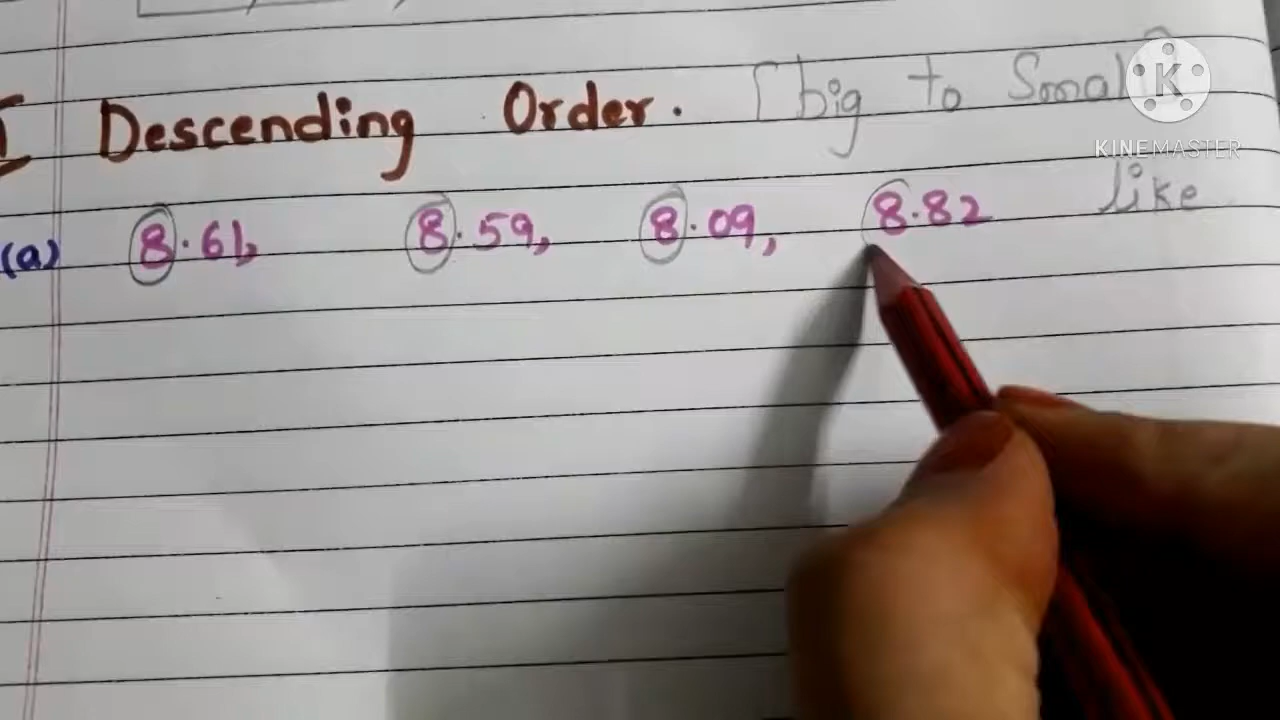 I Descending Order. [big to Small
like
(a) 8.61, 8.59, 8.09, 8.82
K
KINEMASTER